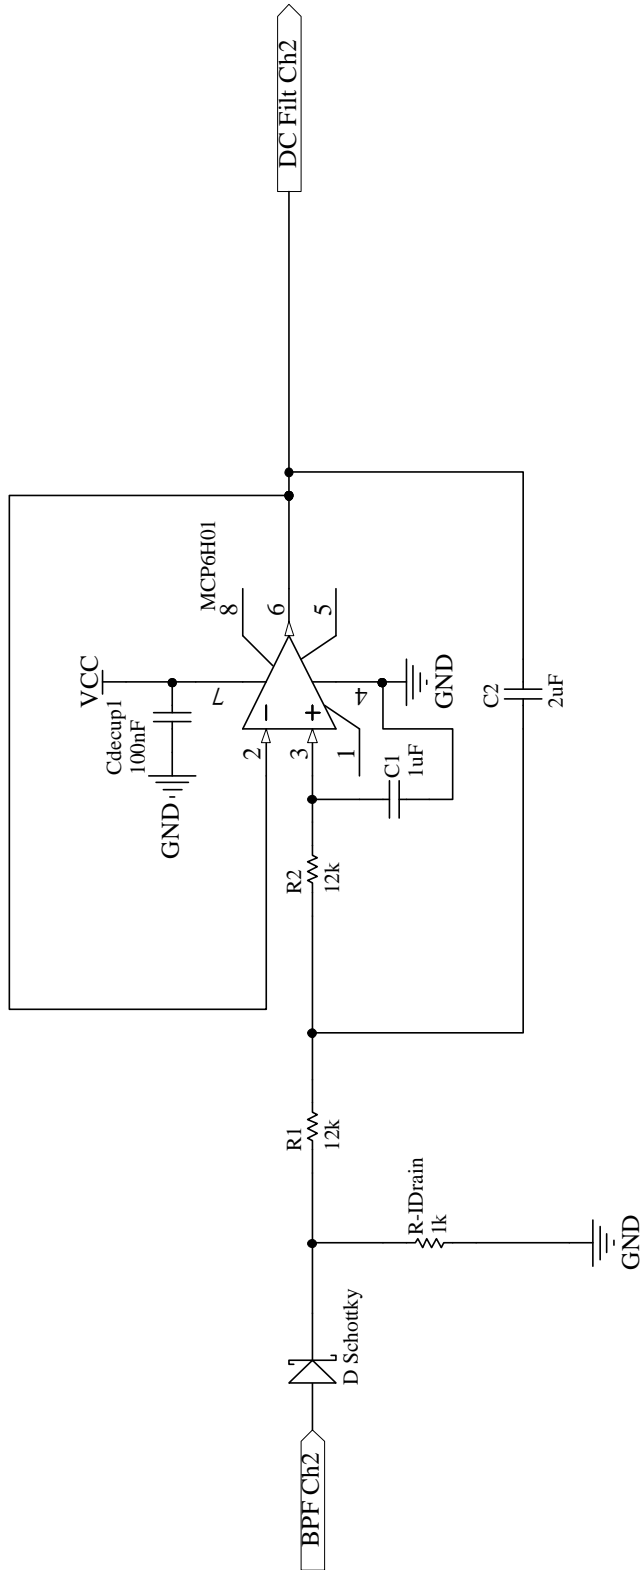 DC Filt Ch2
MCP6H01
8
6
5
VCC
7
4
GND
Cdecup1
100nF
GND
2
3
1
C1
1uF
C2
2uF
R2
12k
R1
12k
R-IDrain
1k
GND
D Schottky
BPF Ch2